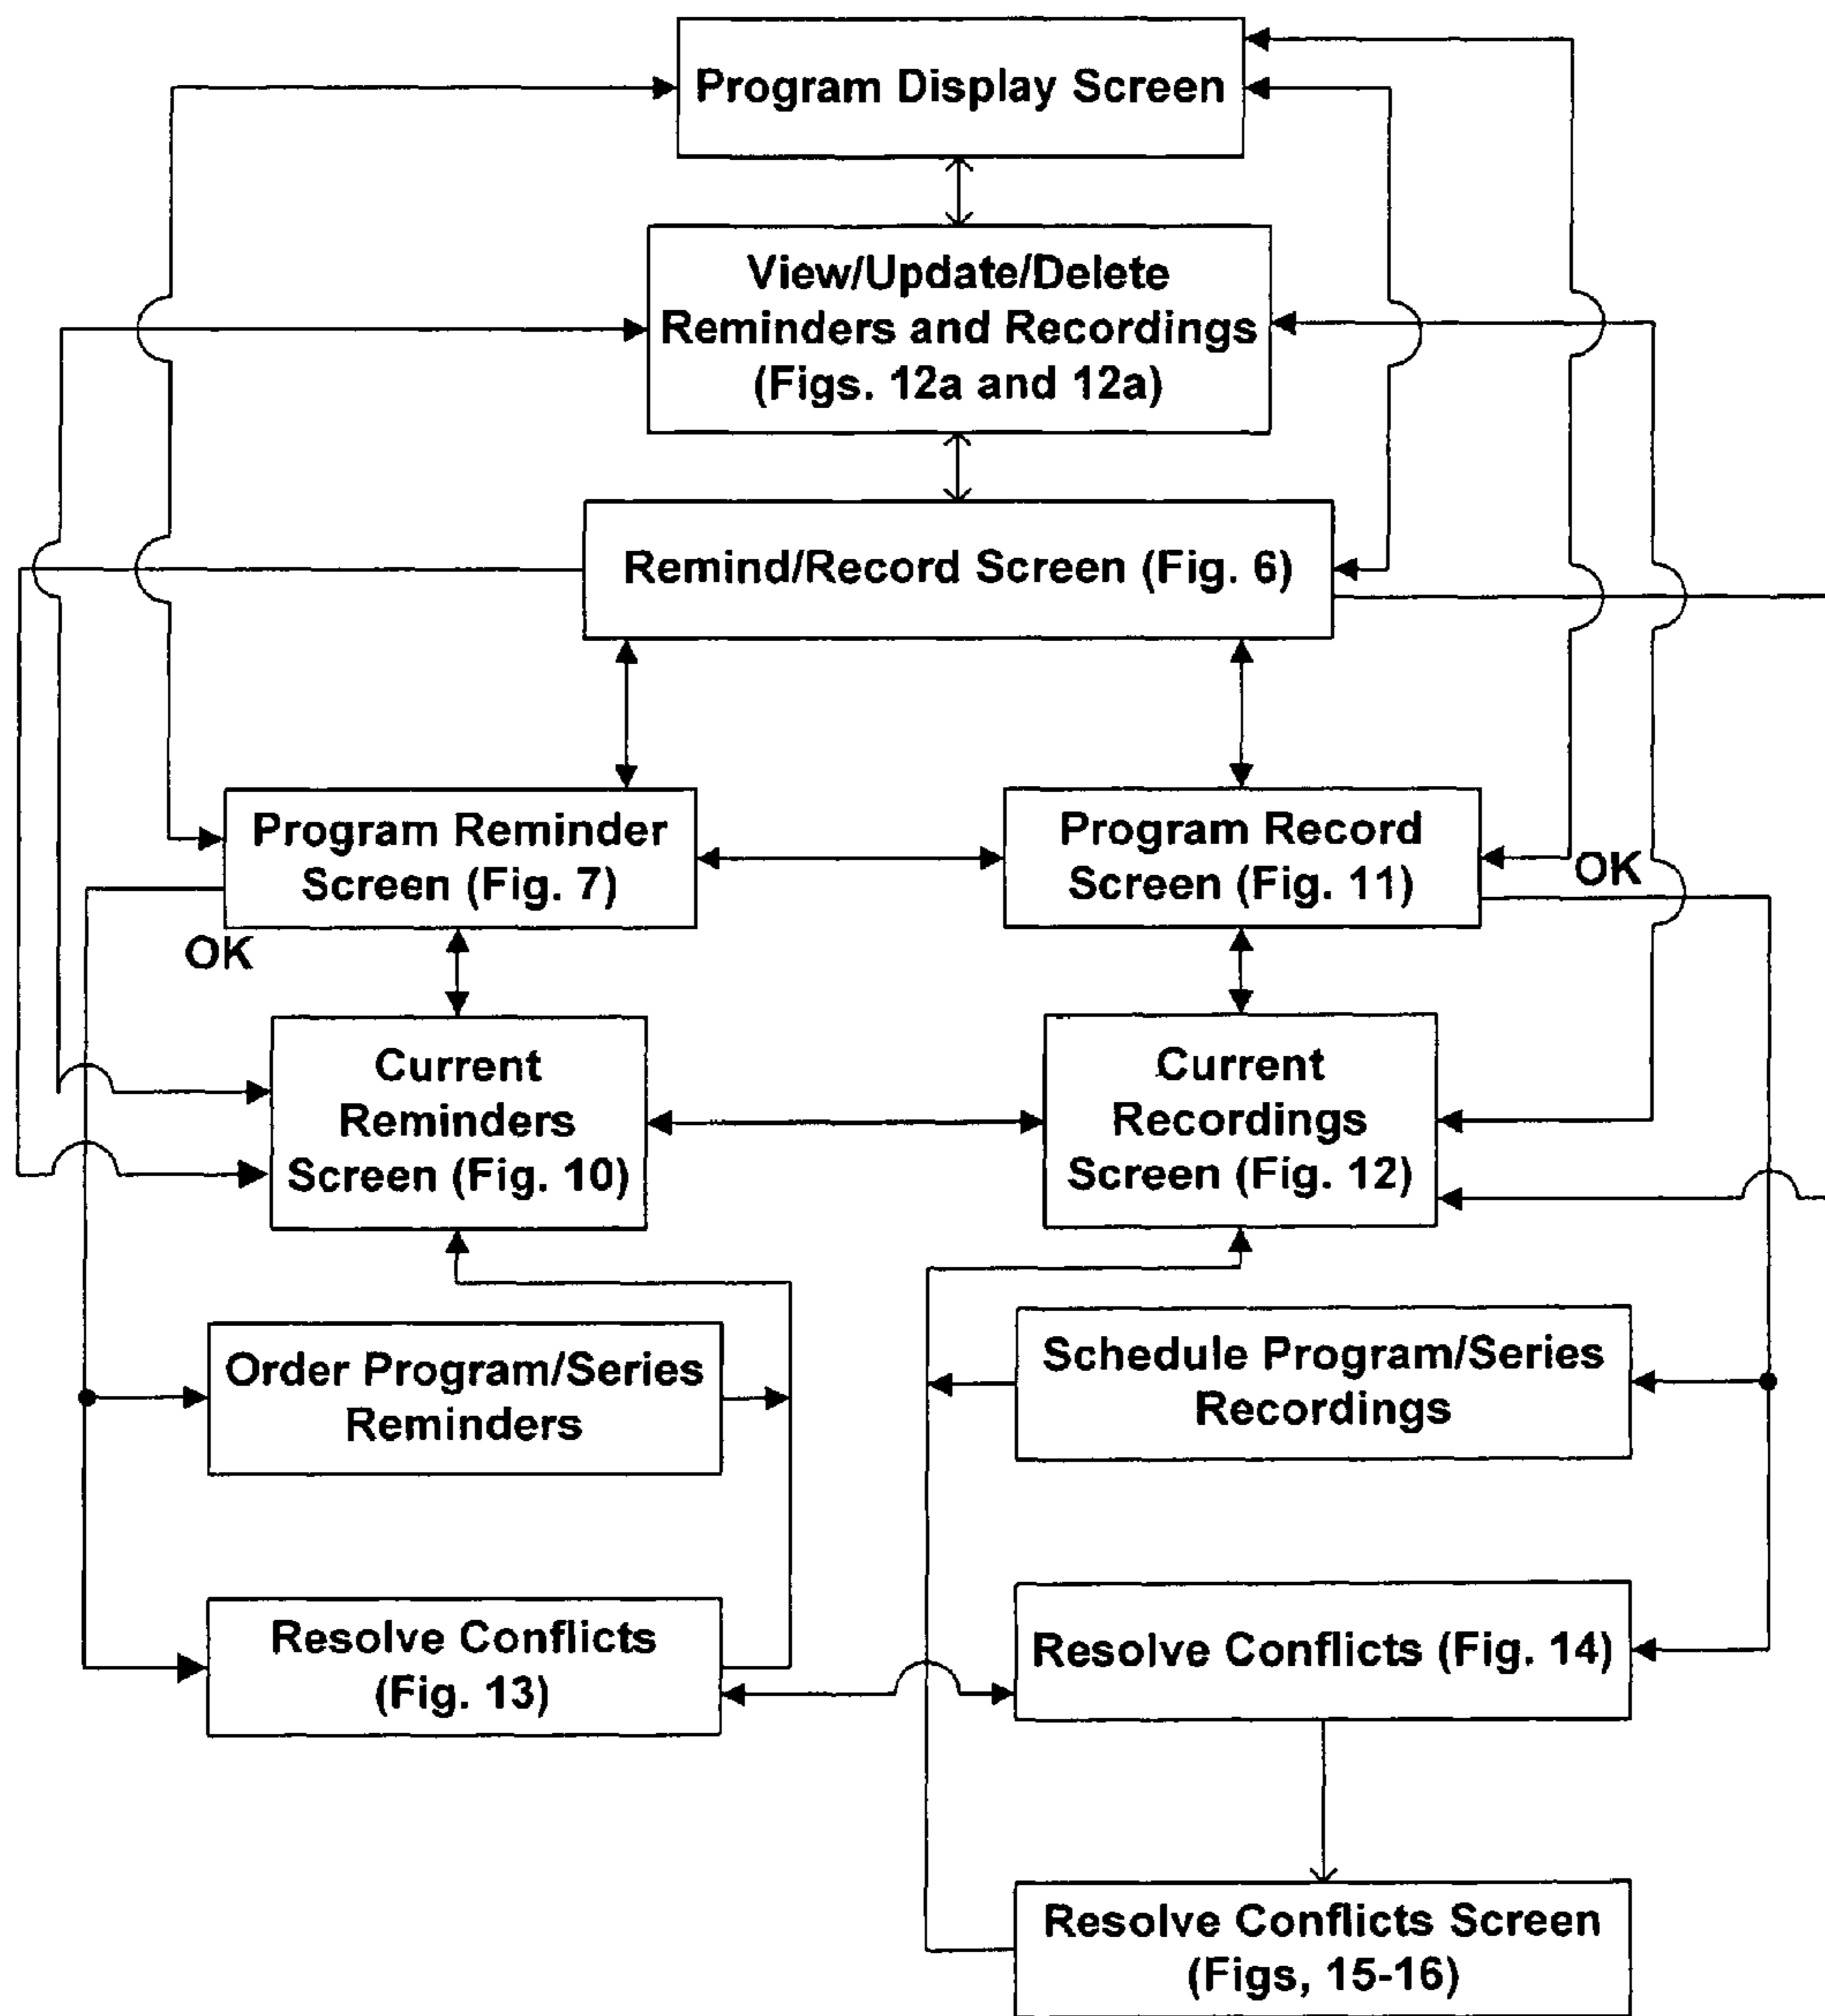 Program Display Screen
View/Update/Delete
Reminders and Recordings
(Figs. 12a and 12a)
Remind/Record Screen (Fig. 6)
Program Reminder
Screen (Fig. 7)
Program Record
Screen (Fig. 11)
OK
OK
Current
Reminders
Screen (Fig. 10)
Current
Recordings
Screen (Fig. 12)
Order Program/Series
Reminders
Schedule Program/Series
Recordings
Resolve Conflicts
(Fig. 13)
Resolve Conflicts (Fig. 14)
Resolve Conflicts Screen
(Figs, 15-16)